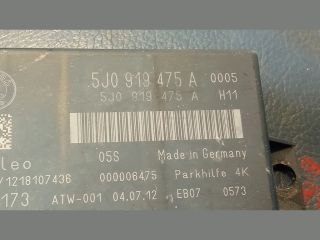 5J0 919 475 A 0005
5J0 919 475 A H11
05S Made in Germany
leo
1218107436 000006475 Parkhilfe 4K
173 ATW-001 04.07.12 EB07 0573